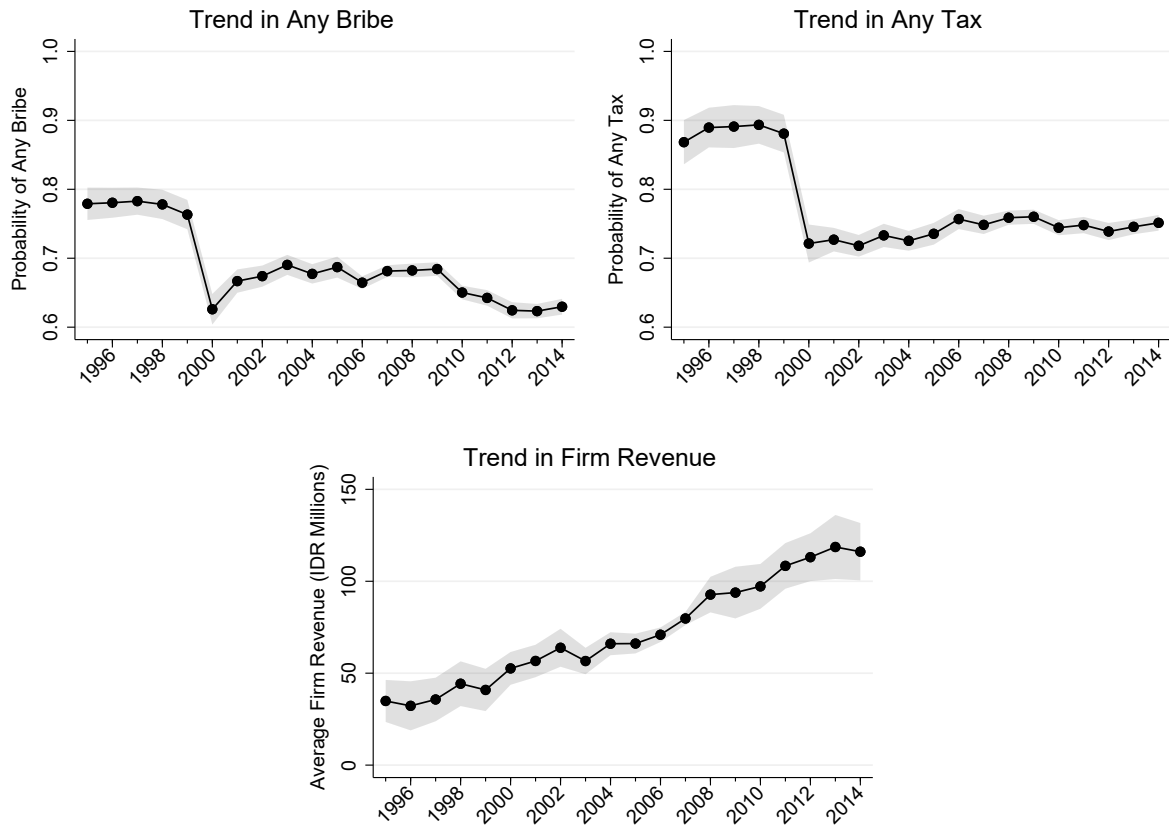 Trend in Any Bribe
Probability of Any Bribe
1.0
0.9
0.8
0.7
0.6
1996 1998 2000 2002 2004 2006 2008 2010 2012 2014
Trend in Any Tax
Probability of Any Tax
1.0
0.9
0.8
0.7
0.6
1996 1998 2000 2002 2004 2006 2008 2010 2012 2014
Trend in Firm Revenue
Average Firm Revenue (IDR Millions)
150
100
50
0
1996 1998 2000 2002 2004 2006 2008 2010 2012 2014